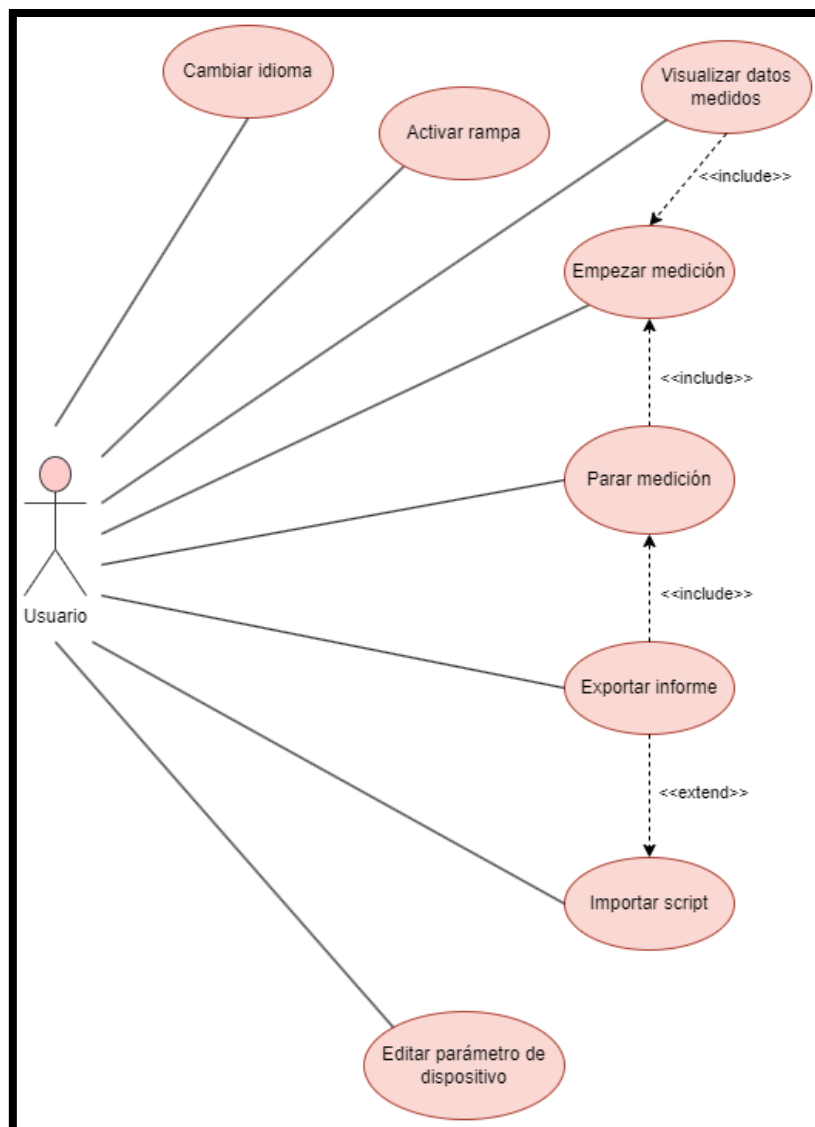 Cambiar idioma
Visualizar datos
medidos
Activar rampa
<<include>>
Empezar medición
<<include>>
Parar medición
<<include>>
Usuario
Exportar informe
<<extend>>
Importar script
Editar parámetro de
dispositivo